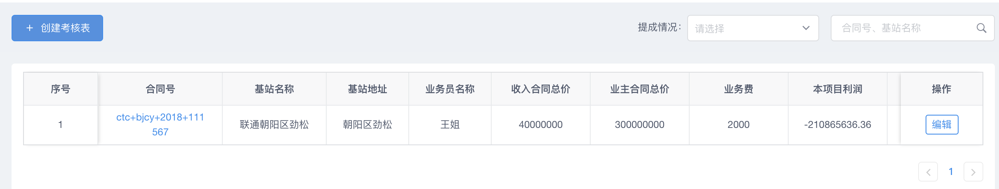 + 创建考核表
提成情况：
请选择
合同号、基站名称
序号 合同号 基站名称 基站地址 业务员名称 收入合同总价 业主合同总价 业务费 本项目利润 操作
1 ctc+bjcy+2018+111 联通朝阳区劲松 朝阳区劲松 王姐 40000000 300000000 2000 -210865636.36 编辑
567
1